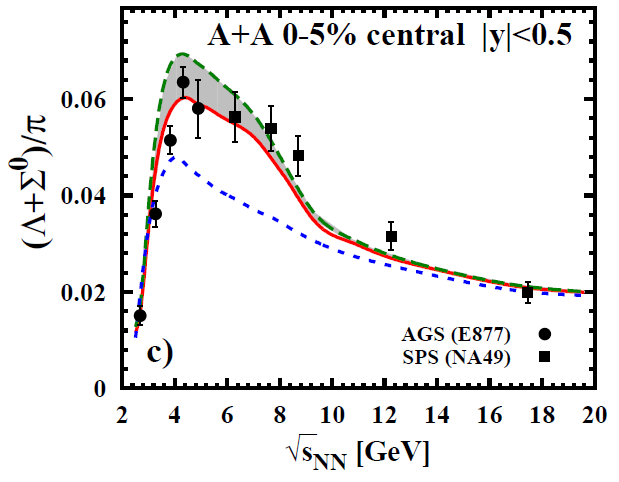 A+A 0-5% central |y|<0.5
(Λ+Σ⁰)/π
0.06
0.04
0.02
0
c)
AGS (E877)
SPS (NA49)
2 4 6 8 10 12 14 16 18 20
√sNN [GeV]